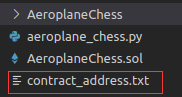 AeroplaneChess
aeroplane_chess.py
AeroplaneChess.sol
contract_address.txt